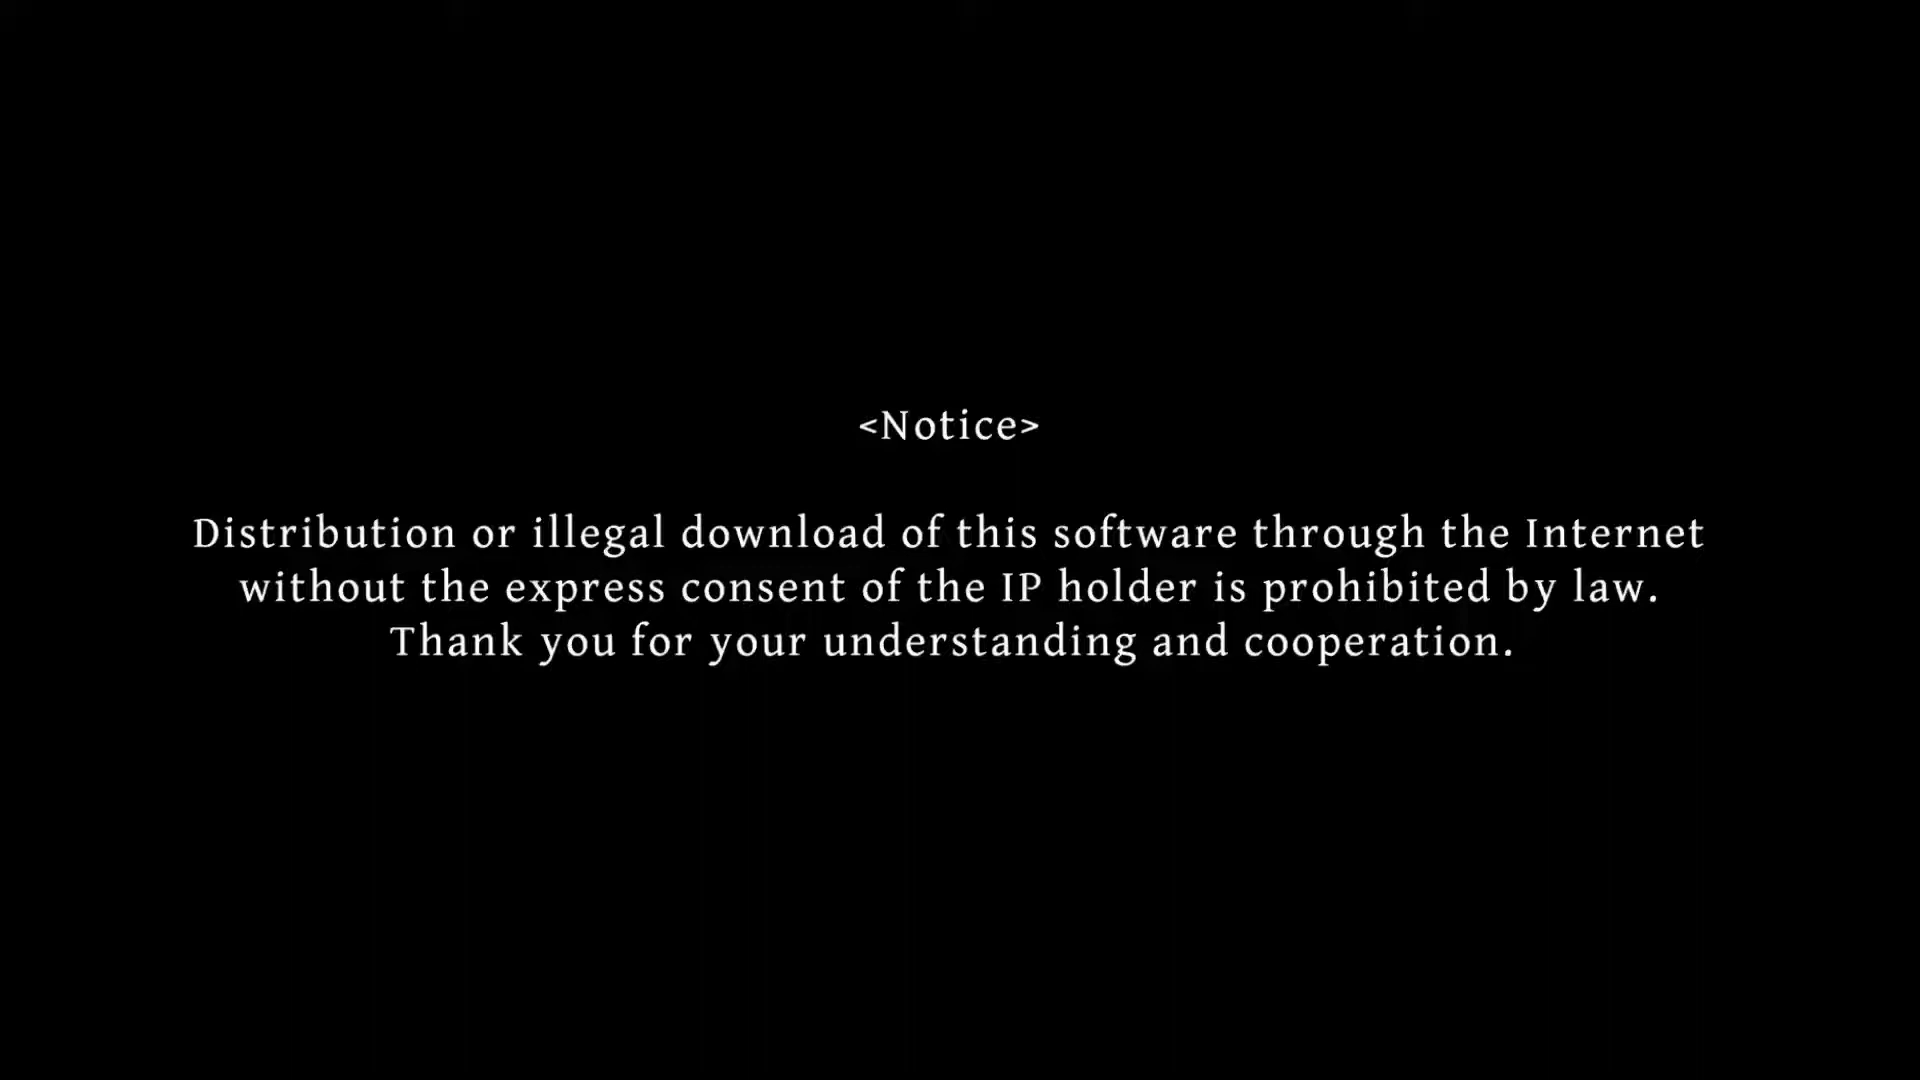 <Notice>
Distribution or illegal download of this software through the Internet
without the express consent of the IP holder is prohibited by law.
Thank you for your understanding and cooperation.